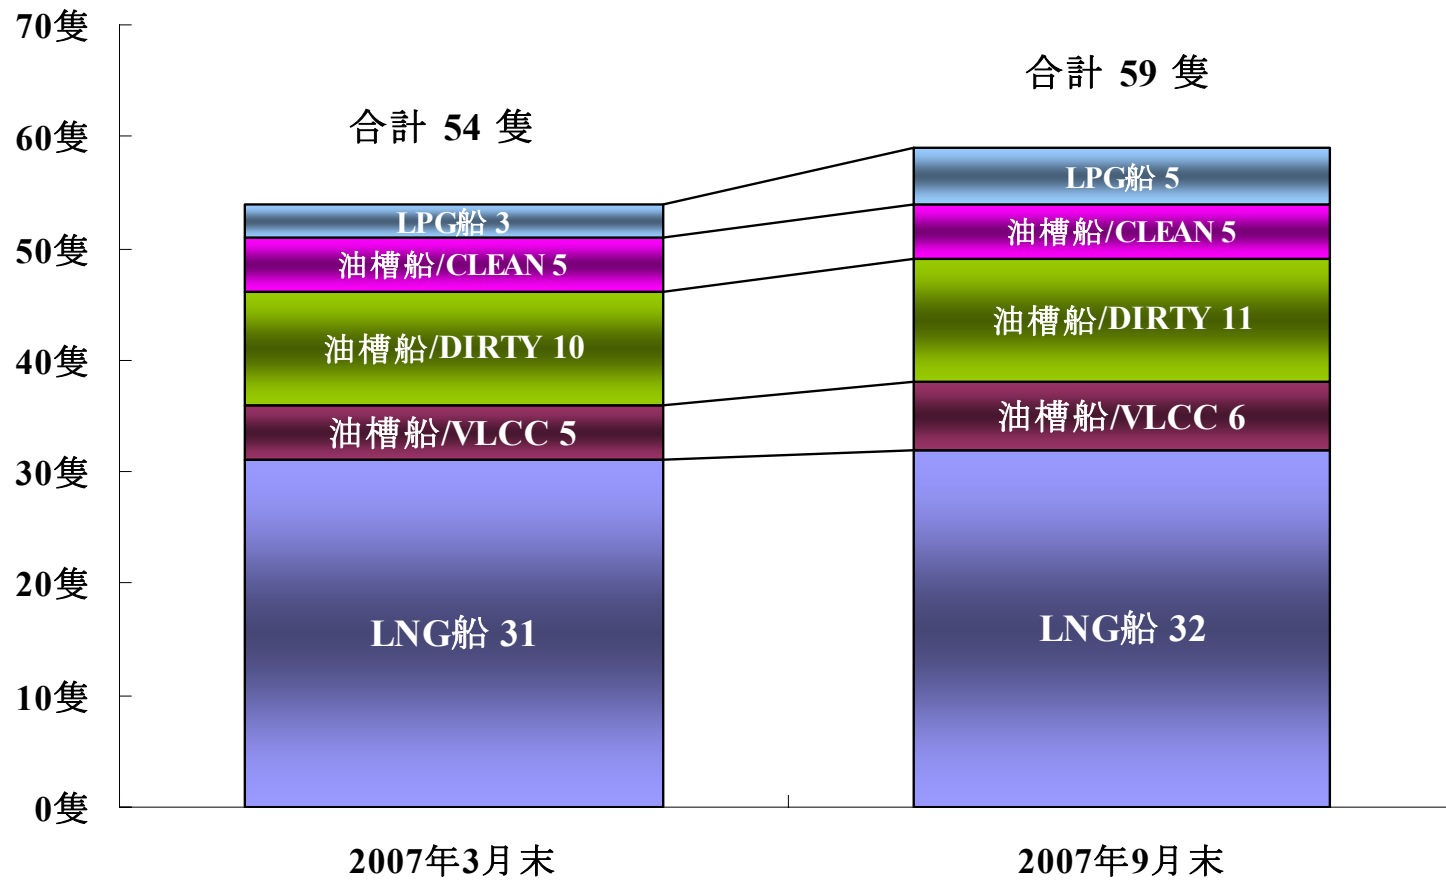 70隻
60隻
50隻
40隻
30隻
20隻
10隻
0隻
合計 54 隻
LPG船 3
油槽船/CLEAN 5
油槽船/DIRTY 10
油槽船/VLCC 5
LNG船 31
2007年3月末
合計 59 隻
LPG船 5
油槽船/CLEAN 5
油槽船/DIRTY 11
油槽船/VLCC 6
LNG船 32
2007年9月末